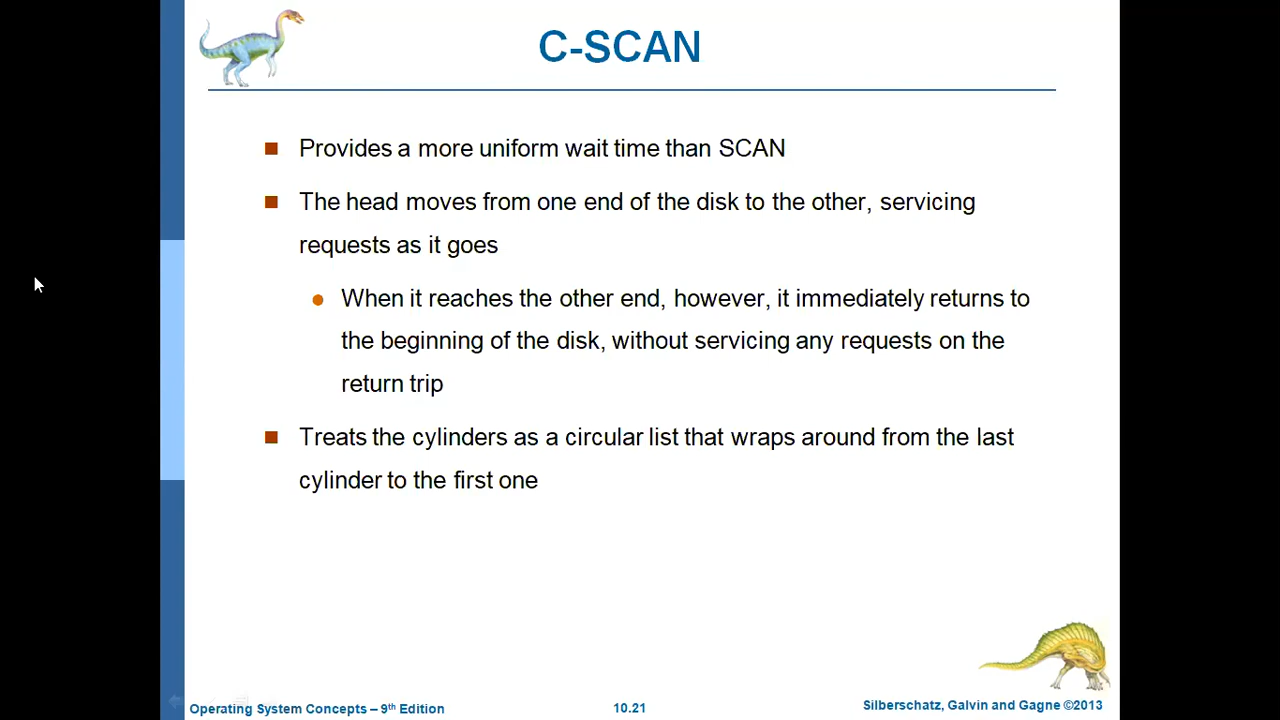 C-SCAN
Provides a more uniform wait time than SCAN
The head moves from one end of the disk to the other, servicing
requests as it goes
When it reaches the other end, however, it immediately returns to
the beginning of the disk, without servicing any requests on the
return trip
Treats the cylinders as a circular list that wraps around from the last
cylinder to the first one
Operating System Concepts – 9th Edition
10.21
Silberschatz, Galvin and Gagne ©2013